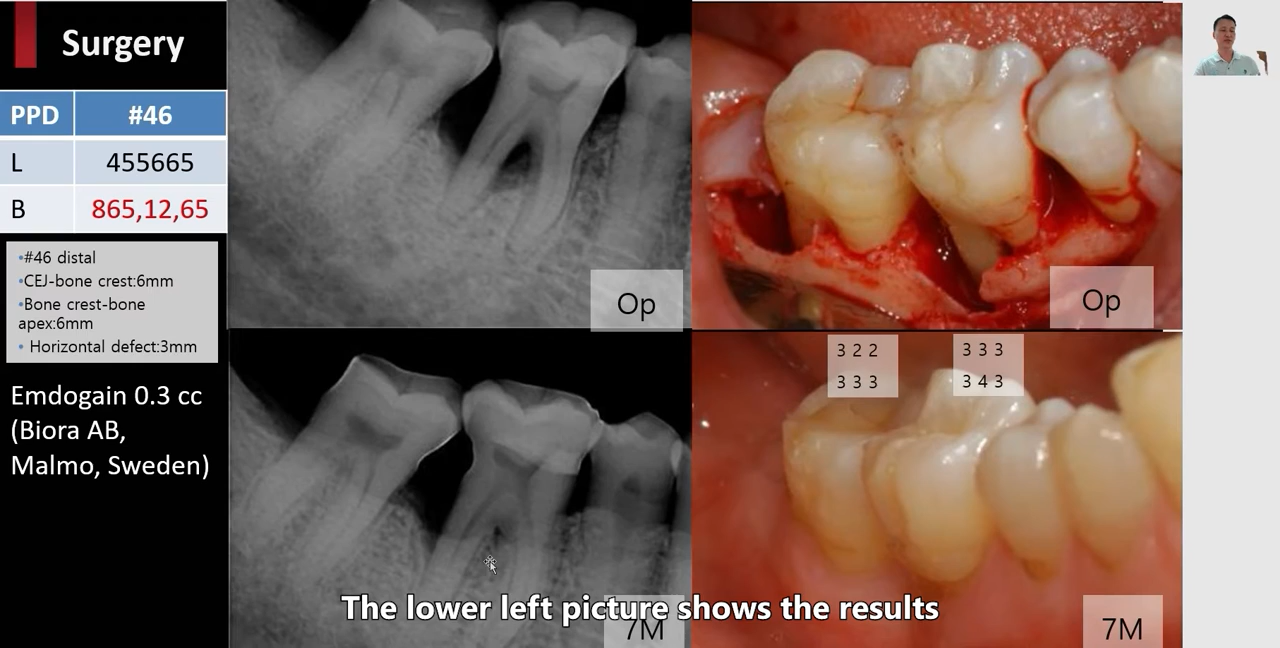 Surgery
PPD #46
L 455665
B 865,12,65
•#46 distal
•CEJ-bone crest:6mm
•Bone crest-bone
apex:6mm
• Horizontal defect:3mm
Emdogain 0.3 cc
(Biora AB,
Malmo, Sweden)
Op
Op
3 2 2
3 3 3
3 3 3
3 4 3
7M
7M
The lower left picture shows the results